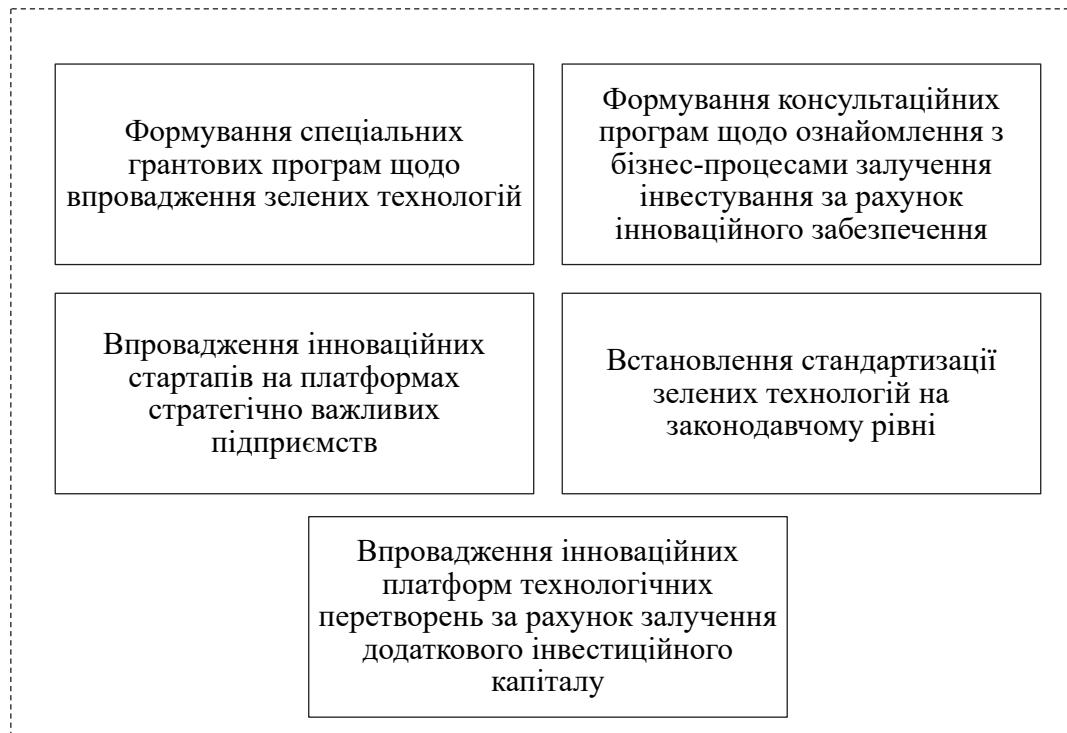 Формування спеціальних
грантових програм щодо
впровадження зелених технологій
Формування консультаційних
програм щодо ознайомлення з
бізнес-процесами залучення
інвестування за рахунок
інноваційного забезпечення
Впровадження інноваційних
стартапів на платформах
стратегічно важливих
підприємств
Встановлення стандартизації
зелених технологій на
законодавчому рівні
Впровадження інноваційних
платформ технологічних
перетворень за рахунок залучення
додаткового інвестиційного
капіталу